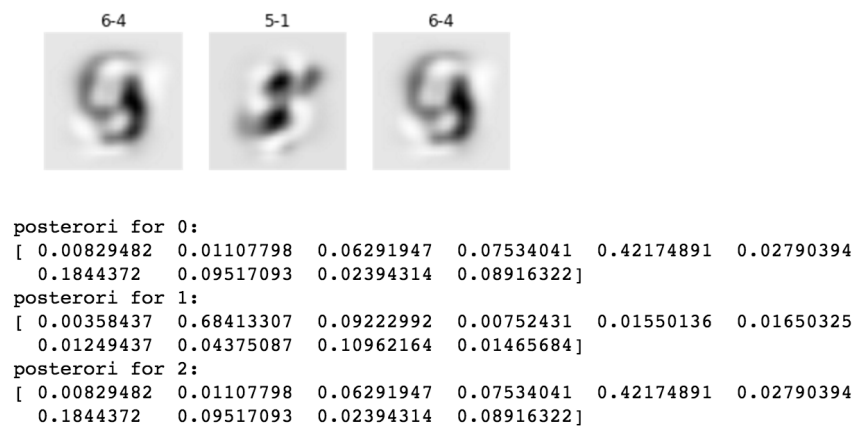 6-4 5-1 6-4
posterori for 0:
[ 0.00829482 0.01107798 0.06291947 0.07534041 0.42174891 0.02790394
0.1844372 0.09517093 0.02394314 0.08916322]
posterori for 1:
[ 0.00358437 0.68413307 0.09222992 0.00752431 0.01550136 0.01650325
0.01249437 0.04375087 0.10962164 0.01465684]
posterori for 2:
[ 0.00829482 0.01107798 0.06291947 0.07534041 0.42174891 0.02790394
0.1844372 0.09517093 0.02394314 0.08916322]